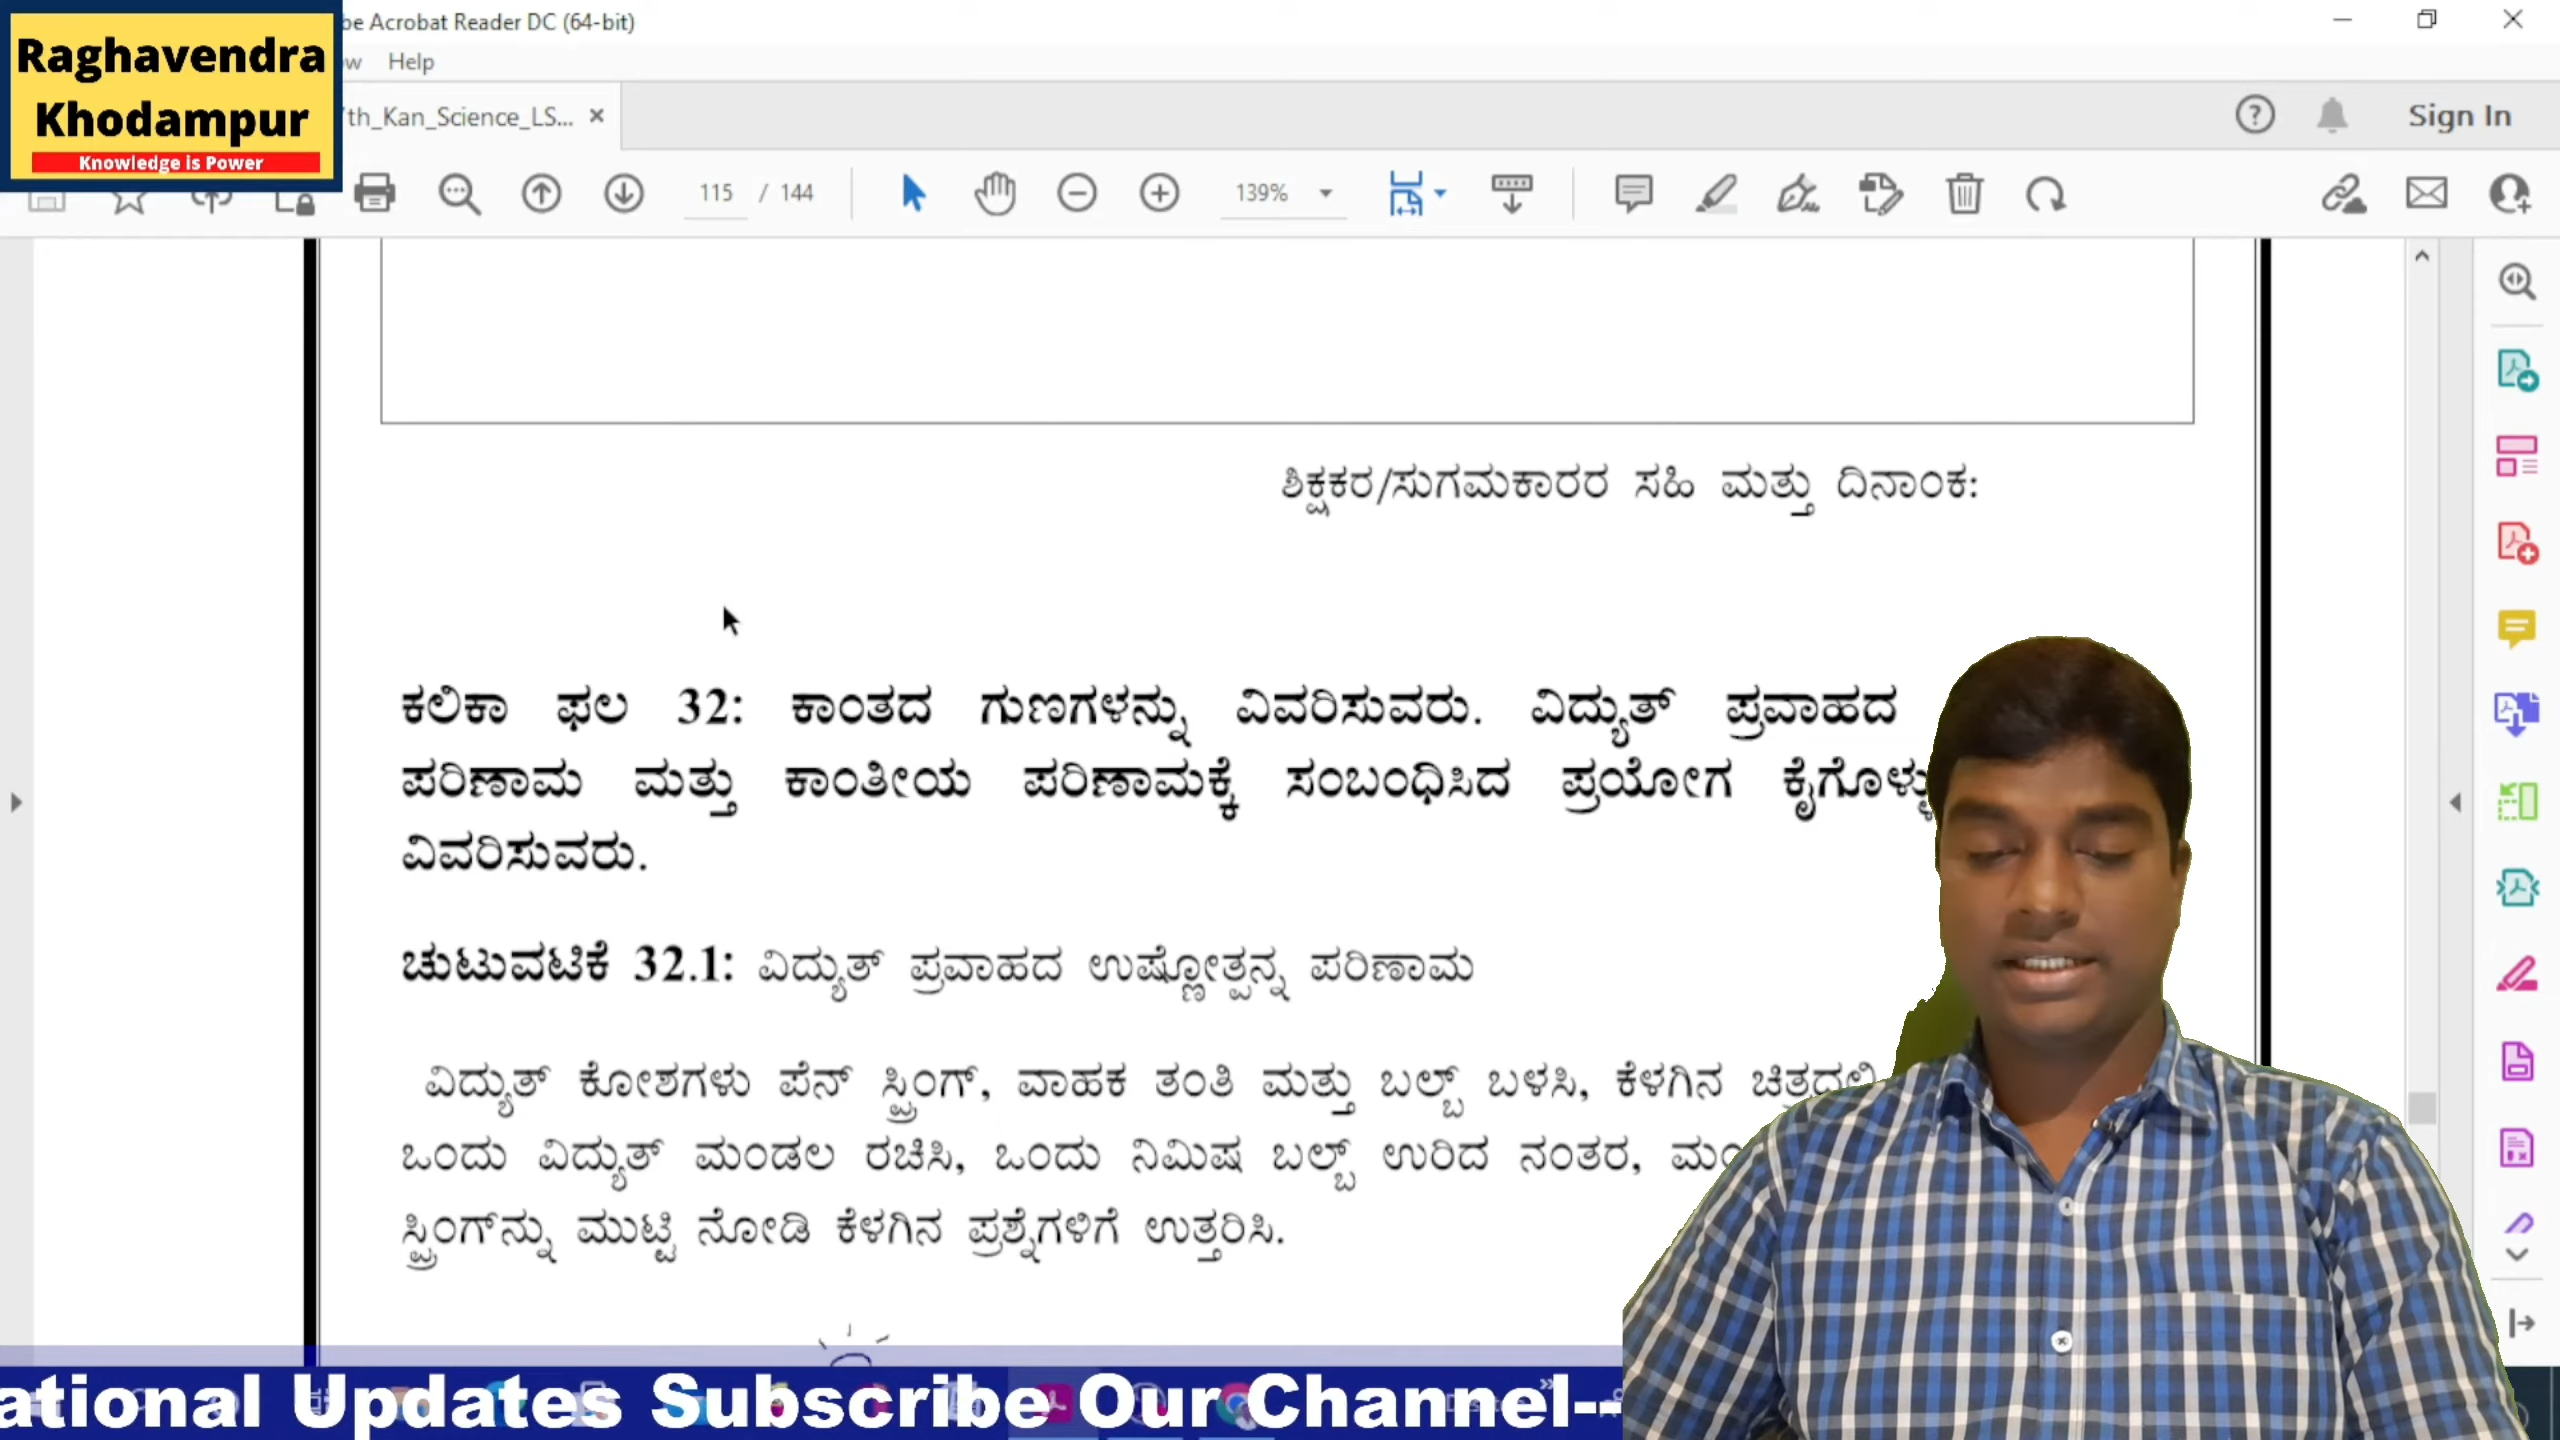 Raghavendra
Khodampur
Knowledge is Power
be Acrobat Reader DC (64-bit)
Help
7th_Kan_Science_LS...
Sign In
115 / 144
139%
ಶಿಕ್ಷಕರ/ಸುಗಮಕಾರರ ಸಹಿ ಮತ್ತು ದಿನಾಂಕ:
ಕಲಿಕಾ ಫಲ 32: ಕಾಂತದ ಗುಣಗಳನ್ನು ವಿವರಿಸುವರು. ವಿದ್ಯುತ್ ಪ್ರವಾಹದ
ಪರಿಣಾಮ ಮತ್ತು ಕಾಂತೀಯ ಪರಿಣಾಮಕ್ಕೆ ಸಂಬಂಧಿಸಿದ ಪ್ರಯೋಗ
ವಿವರಿಸುವರು.
ಚುಟುವಟಿಕೆ 32.1: ವಿದ್ಯುತ್ ಪ್ರವಾಹದ ಉಷ್ಣೋತ್ಪನ್ನ ಪರಿಣಾಮ
ವಿದ್ಯುತ್ ಕೋಶಗಳು ಪೆನ್ ಸ್ಪ್ರಿಂಗ್, ವಾಹಕ ತಂತಿ ಮತ್ತು ಬಲ್ಬ್ ಬಳಸಿ, ಕೆಳಗಿನ
ಒಂದು ವಿದ್ಯುತ್ ಮಂಡಲ ರಚಿಸಿ, ಒಂದು ನಿಮಿಷ ಬಲ್ಬ್ ಉರಿದ ನಂತರ,
ಸ್ಪ್ರಿಂಗ್‌ನ್ನು ಮುಟ್ಟಿ ನೋಡಿ ಕೆಳಗಿನ ಪ್ರಶ್ನೆಗಳಿಗೆ ಉತ್ತರಿಸಿ.
ational Updates Subscribe Our Channel--